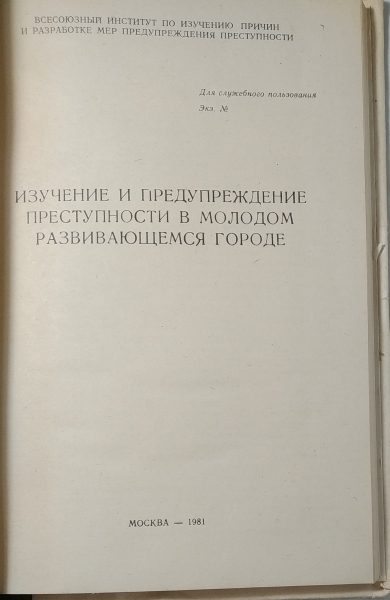 ВСЕСОЮЗНЫЙ ИНСТИТУТ ПО ИЗУЧЕНИЮ ПРИЧИН
И РАЗРАБОТКЕ МЕР ПРЕДУПРЕЖДЕНИЯ ПРЕСТУПНОСТИ
Для служебного пользования
Экз. №
ИЗУЧЕНИЕ И ПРЕДУПРЕЖДЕНИЕ
ПРЕСТУПНОСТИ В МОЛОДОМ
РАЗВИВАЮЩЕМСЯ ГОРОДЕ
МОСКВА — 1981